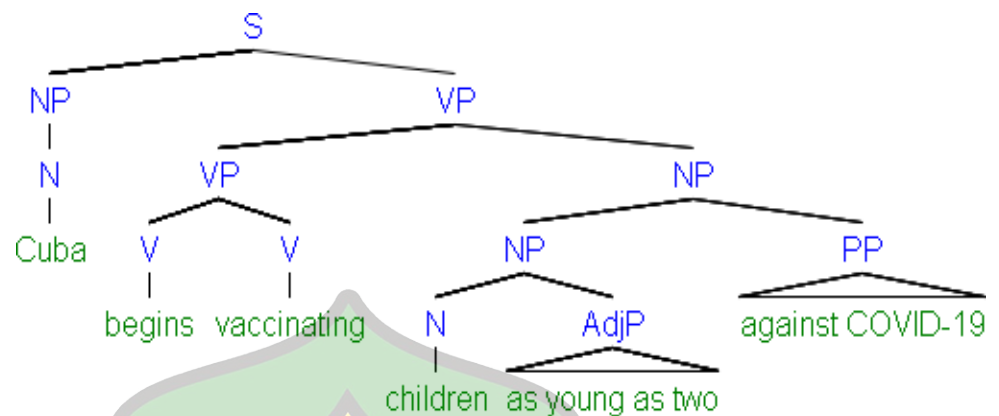 S
NP VP
N VP NP
Cuba V V NP PP
begins vaccinating N AdjP against COVID-19
children as young as two